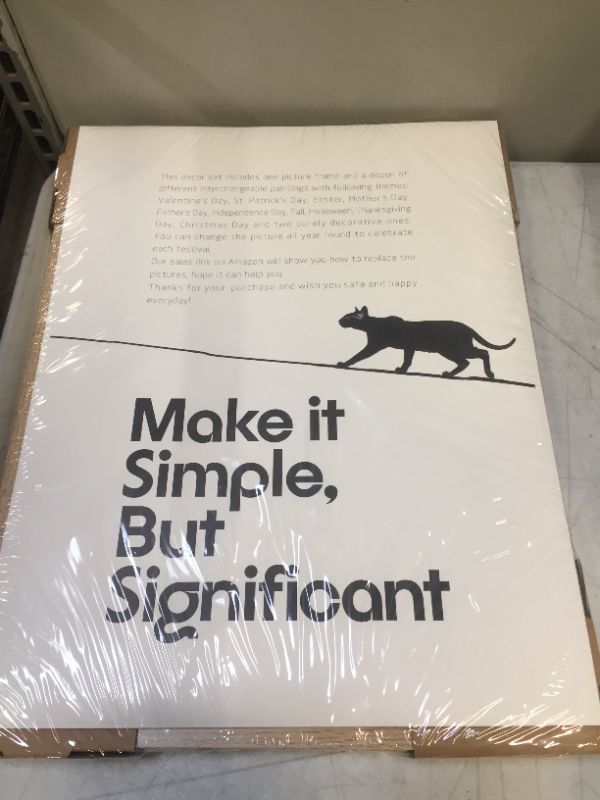 This decor set includes one picture frame and a dozen of
different interchangeable paintings with following themes:
Valentine's Day, St. Patrick's Day, Easter, Mother's Day,
Father's Day, Independence Day, Fall, Halloween, Thanksgiving
Day, Christmas Day and two purely decorative ones.
You can change the picture all year round to celebrate
each festival.
Our sales link on Amazon will show you how to replace the
pictures, hope it can help you.
Thanks for your purchase and wish you safe and happy
everyday!
Make it
Simple,
But
Significant